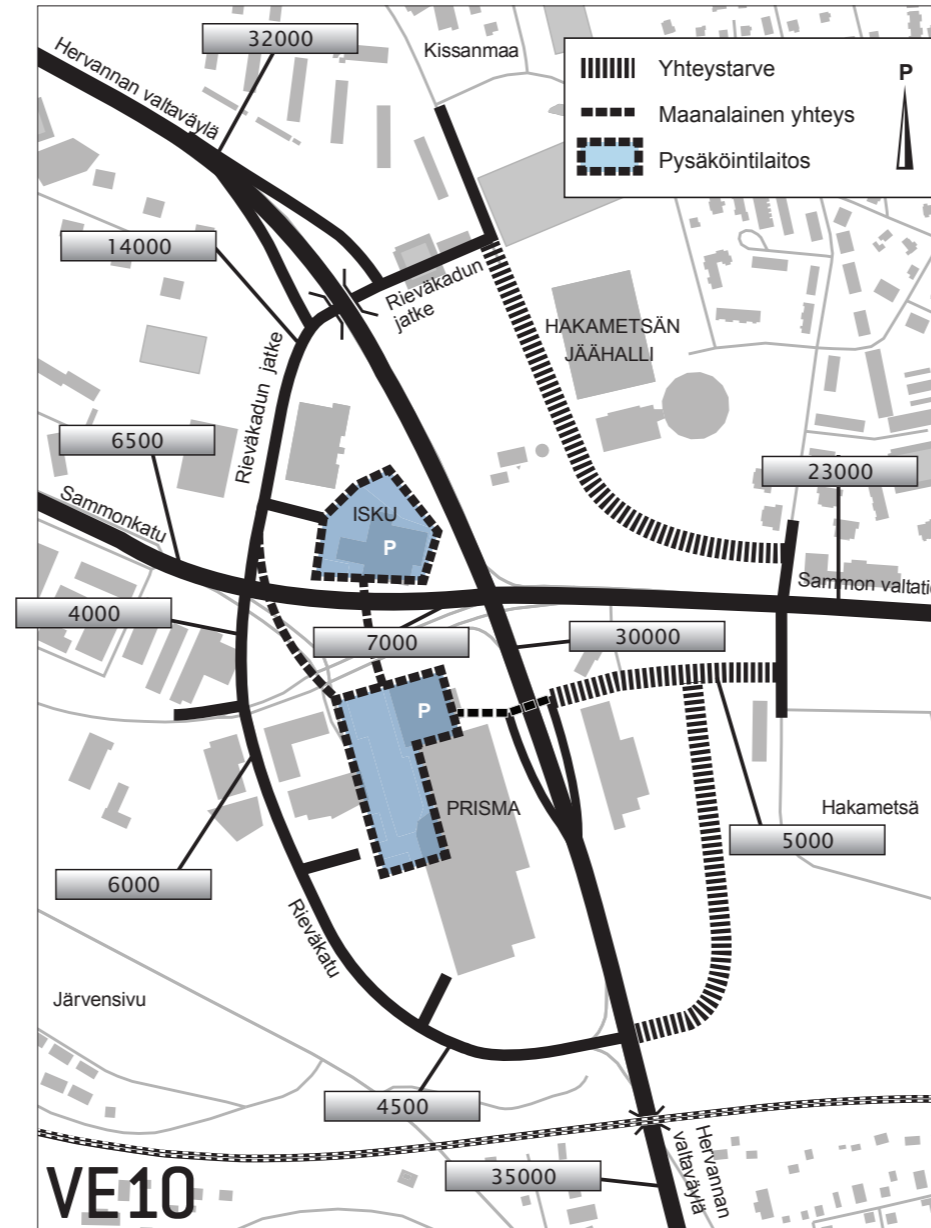 32000
Kissanmaa
Hervannan valtaväylä
Yhteystarve
Maanalainen yhteys
Pysäköintilaitos
P
14000
Rieväkadun
jatke
HAKAMETSÄN
JÄÄHALLI
Rieväkadun jatke
6500
23000
Sammonkatu
ISKU
P
Sammon valtatie
4000
7000
30000
P
PRISMA
Hakametsä
5000
6000
Rieväkatu
Järvensivu
4500
Hervannan
valtaväylä
35000
VE10